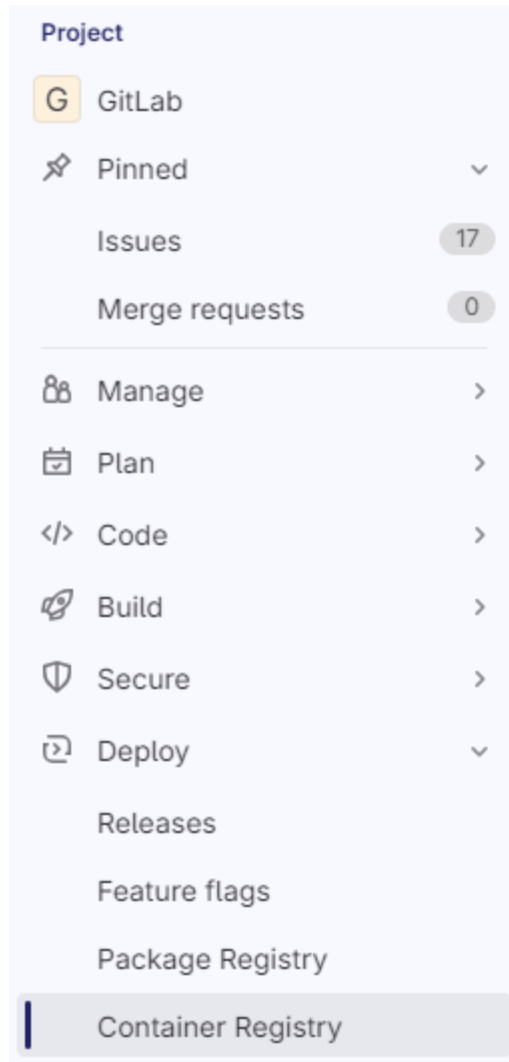 Project
G GitLab
Pinned
Issues 17
Merge requests 0
Manage
Plan
Code
Build
Secure
Deploy
Releases
Feature flags
Package Registry
Container Registry